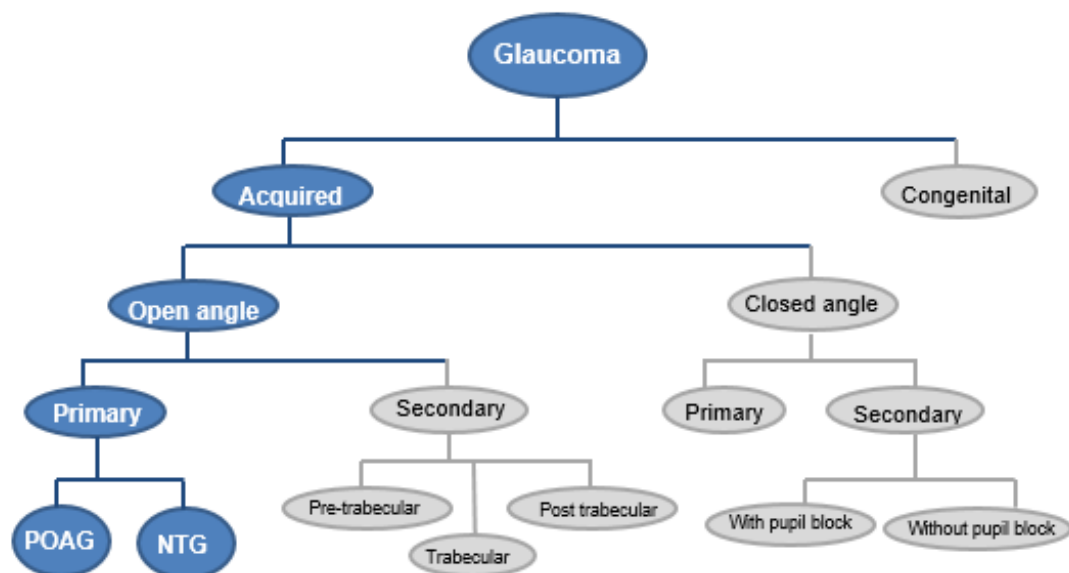 Glaucoma
Acquired
Congenital
Open angle
Closed angle
Primary
Secondary
Primary
Secondary
Pre-trabecular
Post trabecular
With pupil block
Without pupil block
POAG
NTG
Trabecular